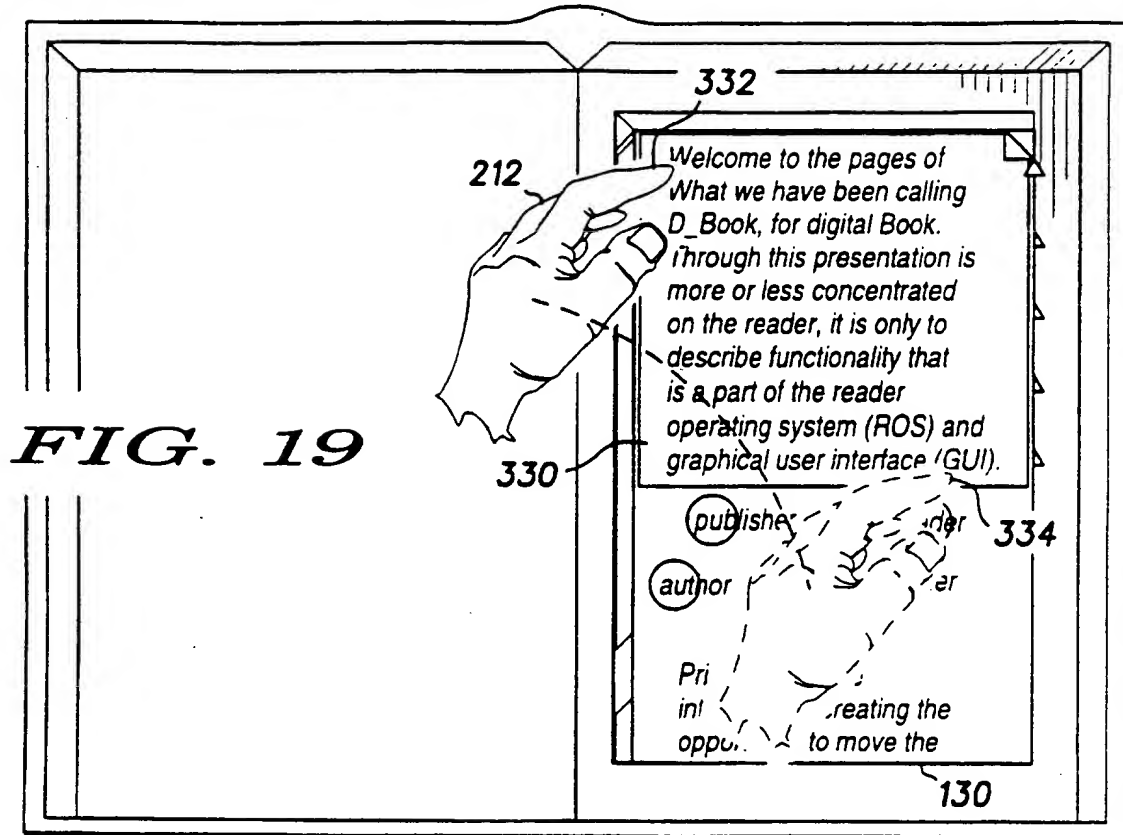 332
212
Welcome to the pages of
What we have been calling
D_Book, for digital Book.
Through this presentation is
more or less concentrated
on the reader, it is only to
describe functionality that
is a part of the reader
operating system (ROS) and
graphical user interface (GUI).
FIG. 19
330
334
publisher
author
to move the
creating the
130